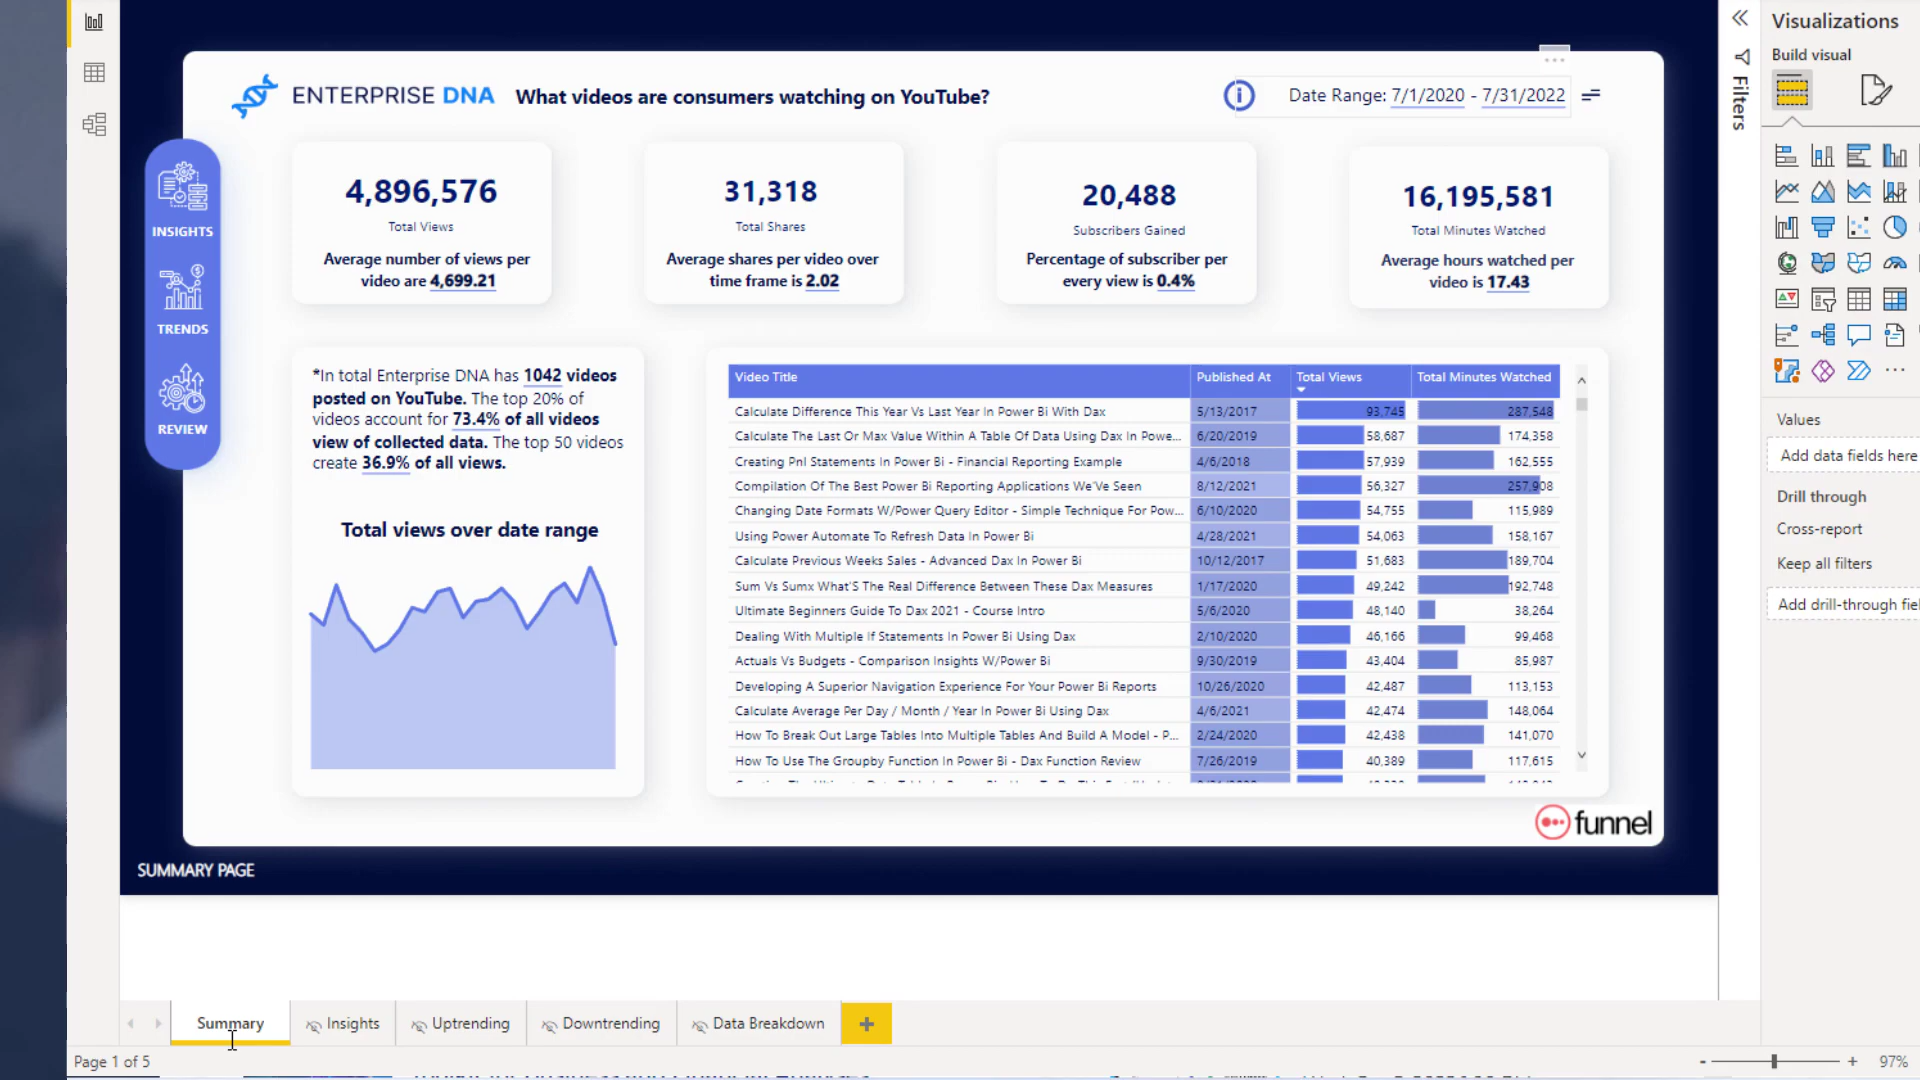 Visualizations
Build visual
Filters
ENTERPRISE DNA
What videos are consumers watching on YouTube?
Date Range: 7/1/2020 - 7/31/2022
INSIGHTS
TRENDS
REVIEW
4,896,576
Total Views
Average number of views per
video are 4,699.21
31,318
Total Shares
Average shares per video over
time frame is 2.02
20,488
Subscribers Gained
Percentage of subscriber per
every view is 0.4%
16,195,581
Total Minutes Watched
Average hours watched per
video is 17.43
*In total Enterprise DNA has 1042 videos
posted on YouTube. The top 20% of
videos account for 73.4% of all videos
view of collected data. The top 50 videos
create 36.9% of all views.
Total views over date range
Video Title Published At Total Views Total Minutes Watched
Calculate Difference This Year Vs Last Year In Power Bi With Dax 5/13/2017 93,745 287,548
Calculate The Last Or Max Value Within A Table Of Data Using Dax In Powe... 6/20/2019 58,687 174,358
Creating Pnl Statements In Power Bi - Financial Reporting Example 4/6/2018 57,939 162,555
Compilation Of The Best Power Bi Reporting Applications We'Ve Seen 8/12/2021 56,327 257,908
Changing Date Formats W/Power Query Editor - Simple Technique For Pow... 6/10/2020 54,755 115,989
Using Power Automate To Refresh Data In Power Bi 4/28/2021 54,063 158,167
Calculate Previous Weeks Sales - Advanced Dax In Power Bi 10/12/2017 51,683 189,704
Sum Vs Sumx What'S The Real Difference Between These Dax Measures 1/17/2020 49,242 192,748
Ultimate Beginners Guide To Dax 2021 - Course Intro 5/6/2020 48,140 38,264
Dealing With Multiple If Statements In Power Bi Using Dax 2/10/2020 46,166 99,468
Actuals Vs Budgets - Comparison Insights W/Power Bi 9/30/2019 43,404 85,987
Developing A Superior Navigation Experience For Your Power Bi Reports 10/26/2020 42,487 113,153
Calculate Average Per Day / Month / Year In Power Bi Using Dax 4/6/2021 42,474 148,064
How To Break Out Large Tables Into Multiple Tables And Build A Model - P... 2/24/2020 42,438 141,070
How To Use The Groupby Function In Power Bi - Dax Function Review 7/26/2019 40,389 117,615
funnel
SUMMARY PAGE
Values
Add data fields here
Drill through
Cross-report
Keep all filters
Add drill-through fiel
Summary
Insights
Uptrending
Downtrending
Data Breakdown
+
Page 1 of 5
- + 97%